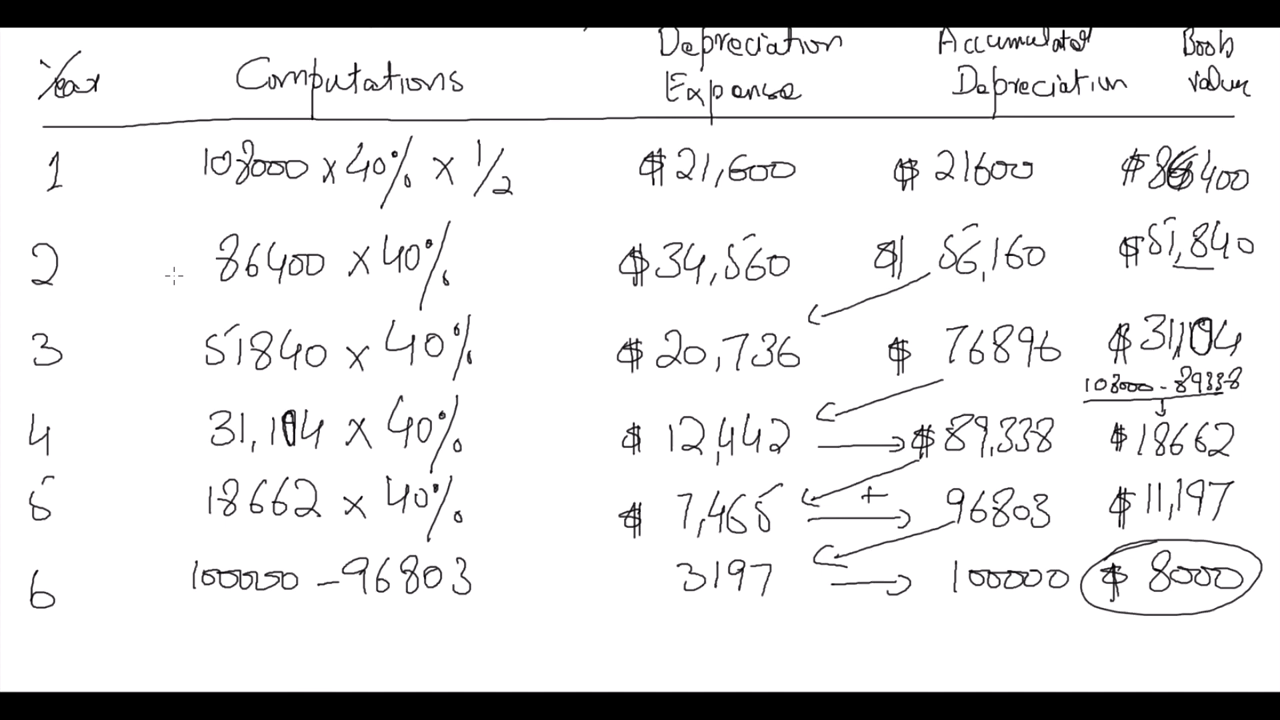 Year Computations Depreciation Expense Accumulated Depreciation Book Value
1 108000 x 40% x 1/2 $21,600 $21600 $86400
2 86400 x 40% $34,560 $56,160 $51,840
3 51840 x 40% $20,736 $76896 $31,104
108000 - 89338
4 31,104 x 40% $12,442 $89,338 $18662
5 18662 x 40% $7,465 + 96803 $11,197
6 100000 - 96803 3197 100000 $8000